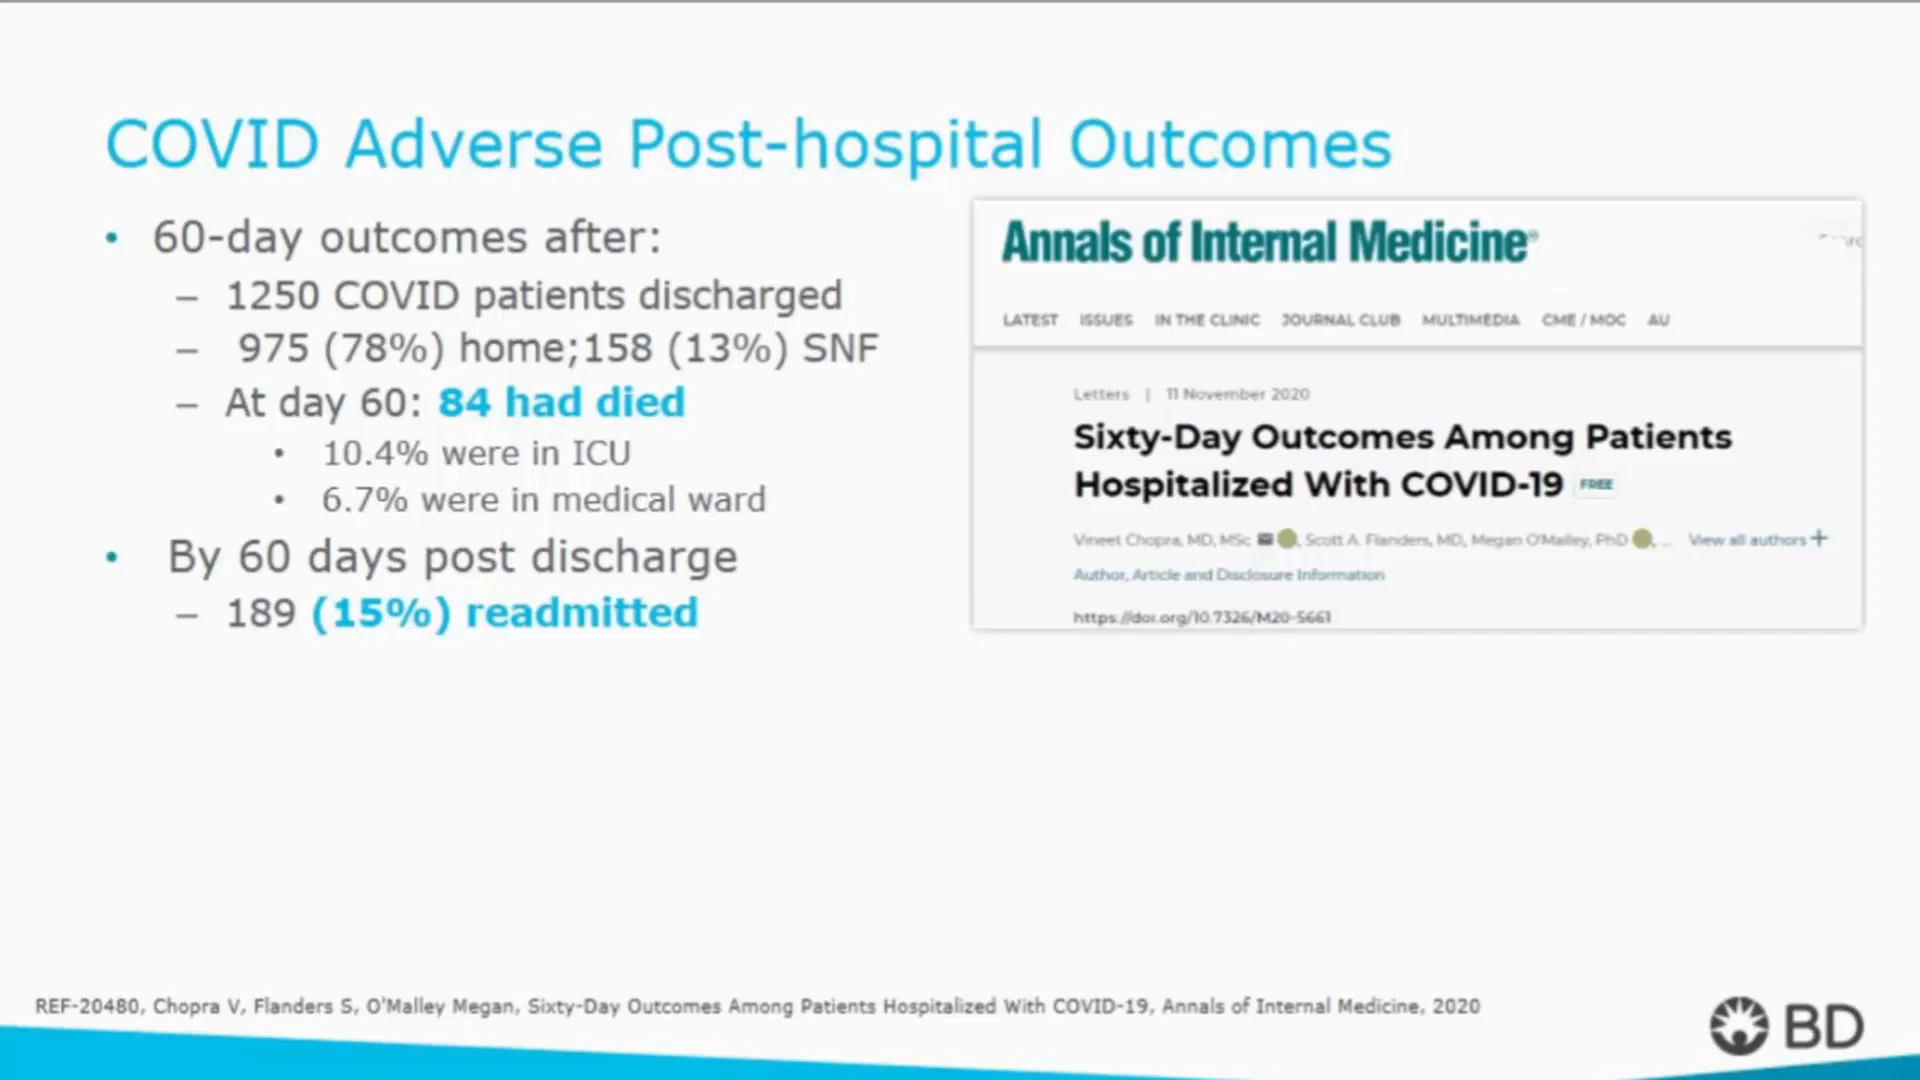 COVID Adverse Post-hospital Outcomes
• 60-day outcomes after:
– 1250 COVID patients discharged
– 975 (78%) home;158 (13%) SNF
– At day 60: 84 had died
• 10.4% were in ICU
• 6.7% were in medical ward
• By 60 days post discharge
– 189 (15%) readmitted
Annals of Internal Medicine®
LATEST ISSUES IN THE CLINIC JOURNAL CLUB MULTIMEDIA CME / MOC AU
Letters | 11 November 2020
Sixty-Day Outcomes Among Patients
Hospitalized With COVID-19 FREE
Vineet Chopra, MD, MSc, Scott A. Flanders, MD, Megan O'Malley, PhD, ... View all authors +
Author, Article and Disclosure Information
https://doi.org/10.7326/M20-5661
REF-20480, Chopra V, Flanders S, O'Malley Megan, Sixty-Day Outcomes Among Patients Hospitalized With COVID-19, Annals of Internal Medicine, 2020
BD